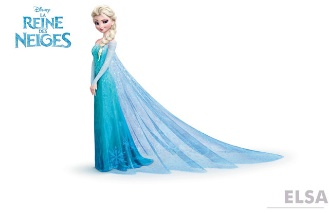 Disney
LA
REINE DES
NEIGES
ELSA